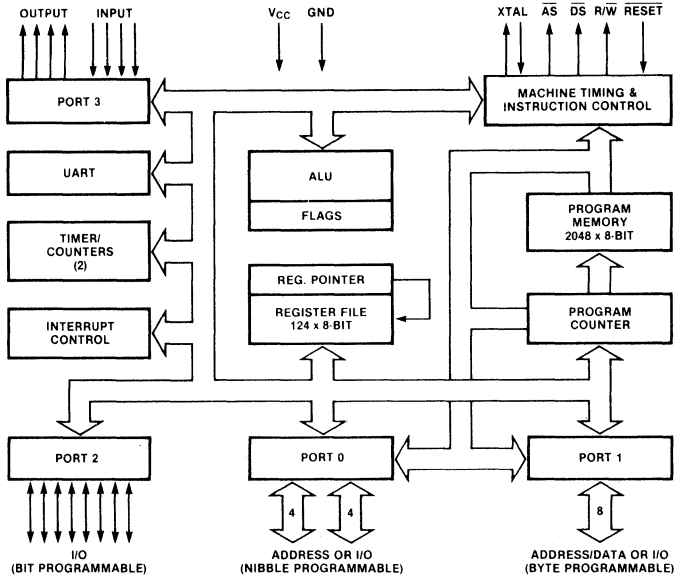 OUTPUT INPUT VCC GND XTAL AS DS R/W RESET
PORT 3
MACHINE TIMING &
INSTRUCTION CONTROL
UART
ALU
FLAGS
PROGRAM
MEMORY
2048 x 8-BIT
TIMER/
COUNTERS
(2)
REG. POINTER
REGISTER FILE
124 x 8-BIT
PROGRAM
COUNTER
INTERRUPT
CONTROL
PORT 2
PORT 0
PORT 1
4 4 8
I/O
(BIT PROGRAMMABLE)
ADDRESS OR I/O
(NIBBLE PROGRAMMABLE)
ADDRESS/DATA OR I/O
(BYTE PROGRAMMABLE)